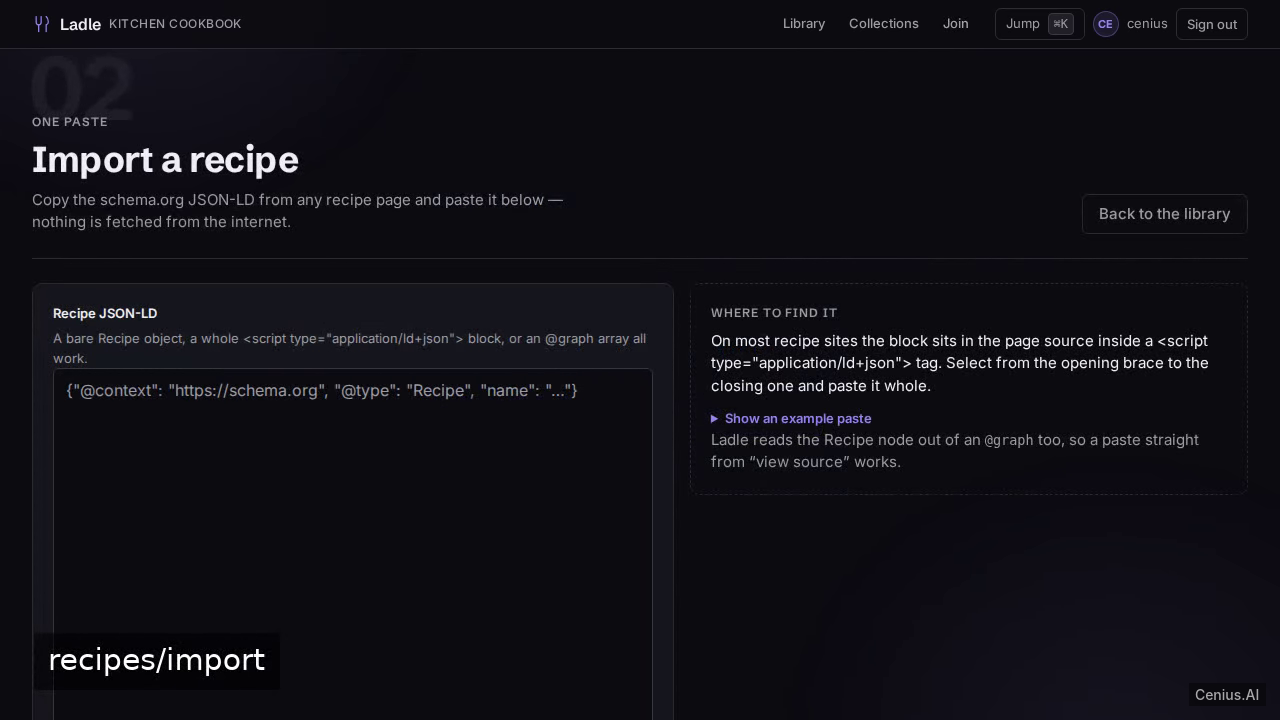 Ladle KITCHEN COOKBOOK
Library
Collections
Join
Jump ⌘K
CE
cenius
Sign out
02
ONE PASTE
Import a recipe
Copy the schema.org JSON-LD from any recipe page and paste it below —
nothing is fetched from the internet.
Back to the library
Recipe JSON-LD
A bare Recipe object, a whole <script type="application/ld+json"> block, or an @graph array all
work.
{"@context": "https://schema.org", "@type": "Recipe", "name": "…"}
WHERE TO FIND IT
On most recipe sites the block sits in the page source inside a <script
type="application/ld+json"> tag. Select from the opening brace to the
closing one and paste it whole.
▶ Show an example paste
Ladle reads the Recipe node out of an @graph too, so a paste straight
from “view source” works.
recipes/import
Cenius.AI